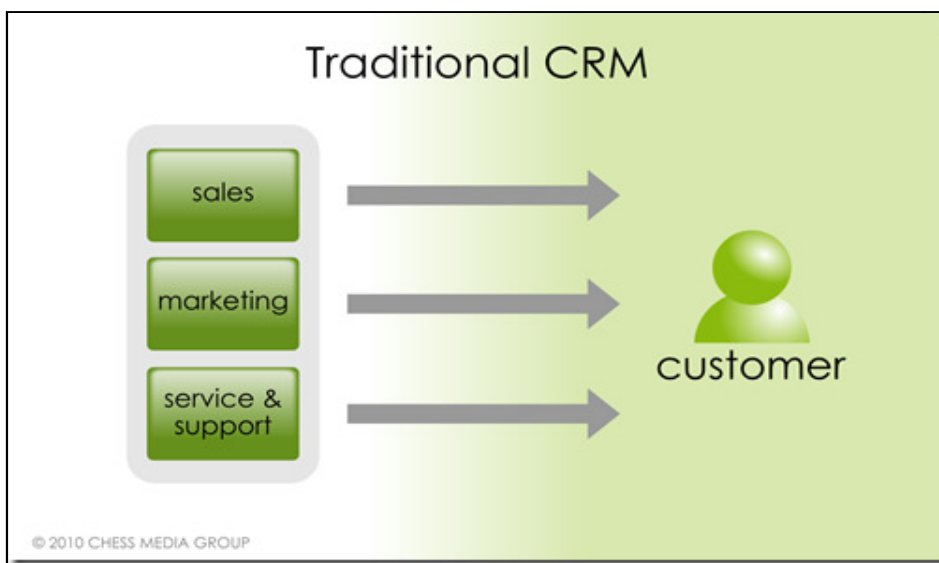 Traditional CRM
sales
marketing
service &
support
customer
© 2010 CHESS MEDIA GROUP